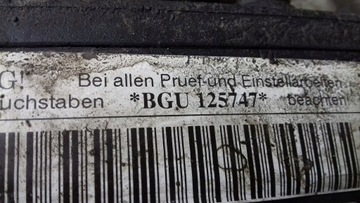 G! Bei allen Pruef-und Einstellarbeiten
uchstaben *BGU 125747* beachten!